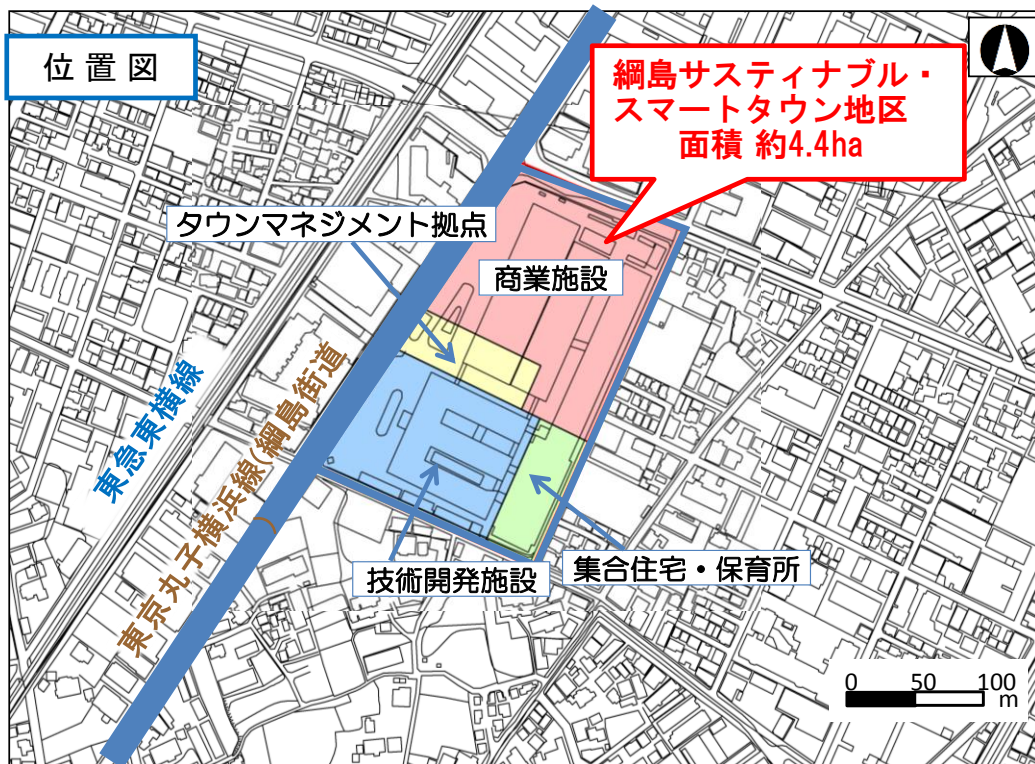 位置図
綱島サスティナブル・
スマートタウン地区
面積 約4.4ha
タウンマネジメント拠点
商業施設
東急東横線
東京丸子横浜線(綱島街道)
技術開発施設
集合住宅・保育所
0 50 100
m